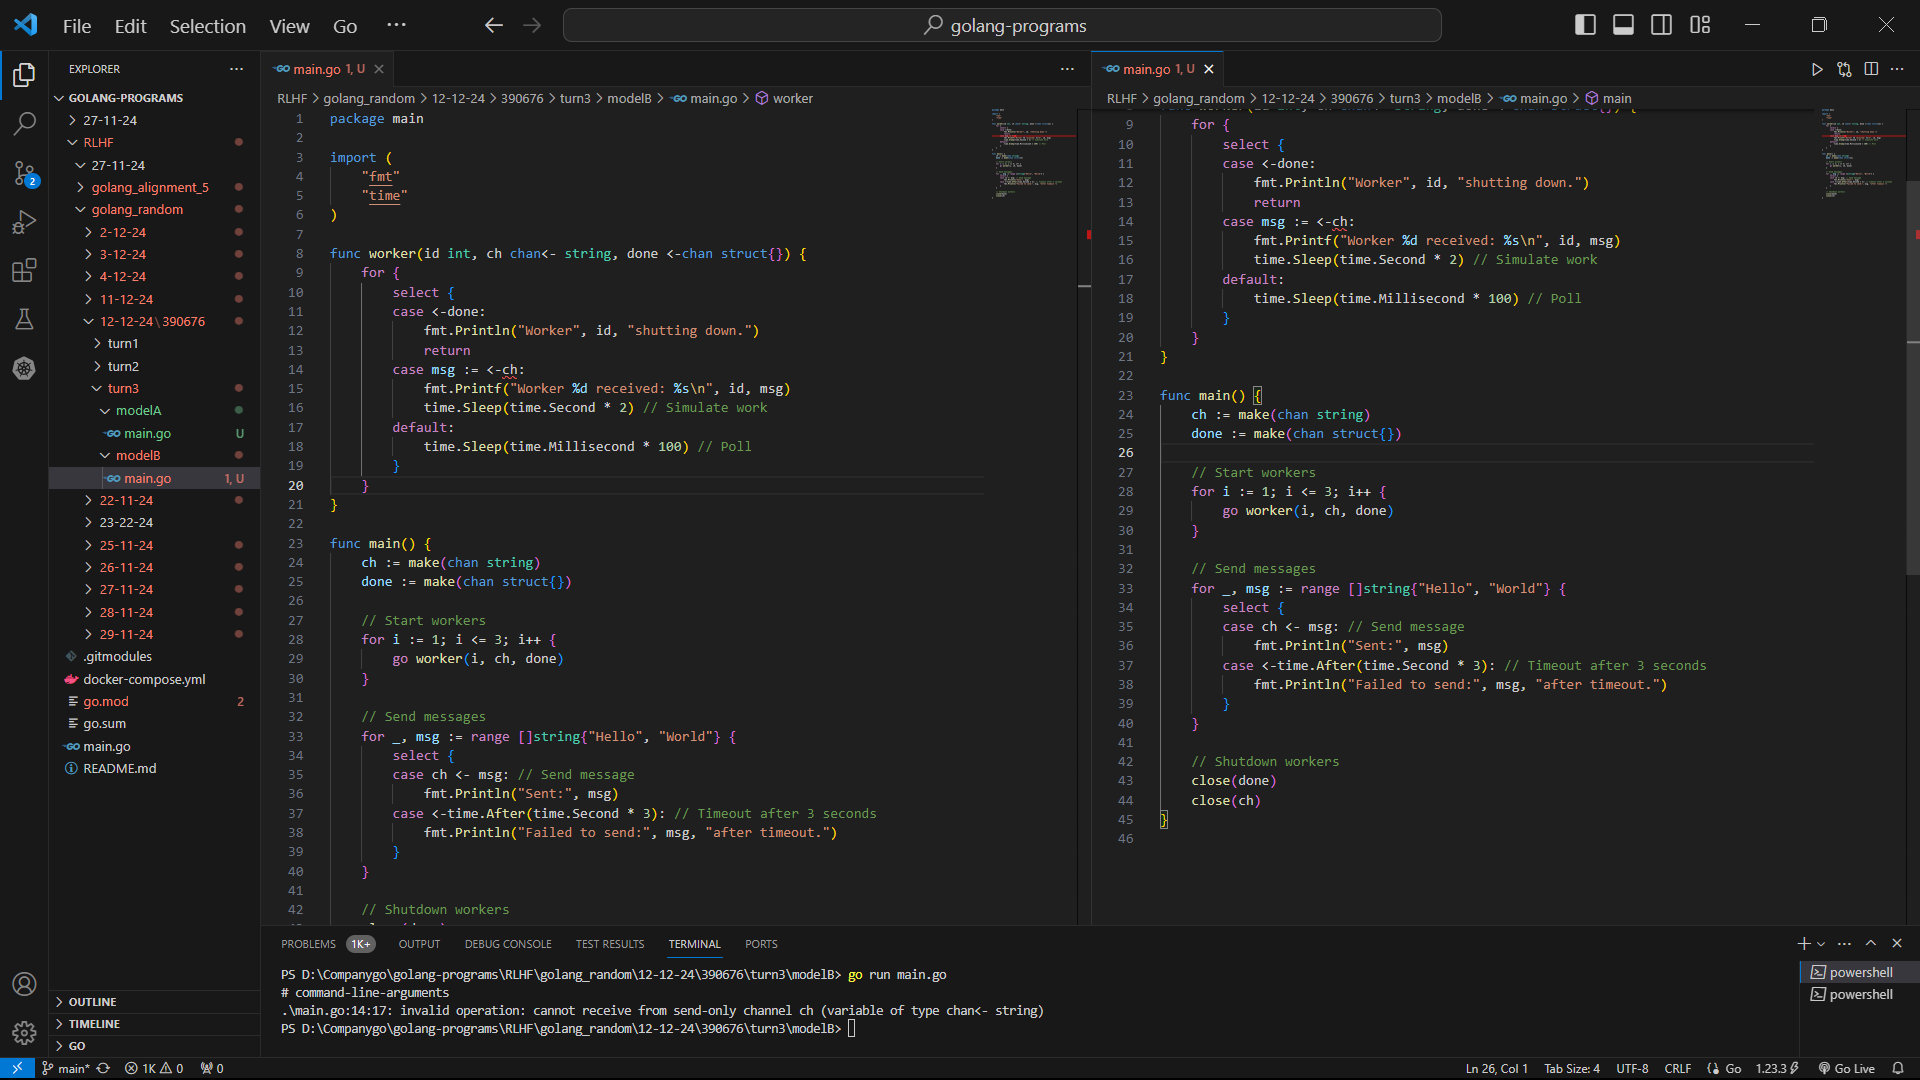 File Edit Selection View Go ···
golang-programs
EXPLORER ···
GOLANG-PROGRAMS
27-11-24
RLHF
27-11-24
golang_alignment_5
golang_random
2-12-24
3-12-24
4-12-24
11-12-24
12-12-24\390676
turn1
turn2
turn3
modelA
main.go U
modelB
main.go 1, U
22-11-24
23-22-24
25-11-24
26-11-24
27-11-24
28-11-24
29-11-24
.gitmodules
docker-compose.yml
go.mod 2
go.sum
main.go
README.md
OUTLINE
TIMELINE
GO
main.go 1, U
RLHF > golang_random > 12-12-24 > 390676 > turn3 > modelB > main.go > worker
1 package main
2
3 import (
4 "fmt"
5 "time"
6 )
7
8 func worker(id int, ch chan<- string, done <-chan struct{}) {
9 for {
10 select {
11 case <-done:
12 fmt.Println("Worker", id, "shutting down.")
13 return
14 case msg := <-ch:
15 fmt.Printf("Worker %d received: %s\n", id, msg)
16 time.Sleep(time.Second * 2) // Simulate work
17 default:
18 time.Sleep(time.Millisecond * 100) // Poll
19 }
20 }
21 }
22
23 func main() {
24 ch := make(chan string)
25 done := make(chan struct{})
26
27 // Start workers
28 for i := 1; i <= 3; i++ {
29 go worker(i, ch, done)
30 }
31
32 // Send messages
33 for _, msg := range []string{"Hello", "World"} {
34 select {
35 case ch <- msg: // Send message
36 fmt.Println("Sent:", msg)
37 case <-time.After(time.Second * 3): // Timeout after 3 seconds
38 fmt.Println("Failed to send:", msg, "after timeout.")
39 }
40 }
41
42 // Shutdown workers
main.go 1, U
RLHF > golang_random > 12-12-24 > 390676 > turn3 > modelB > main.go > main
9 for {
10 select {
11 case <-done:
12 fmt.Println("Worker", id, "shutting down.")
13 return
14 case msg := <-ch:
15 fmt.Printf("Worker %d received: %s\n", id, msg)
16 time.Sleep(time.Second * 2) // Simulate work
17 default:
18 time.Sleep(time.Millisecond * 100) // Poll
19 }
20 }
21 }
22
23 func main() {
24 ch := make(chan string)
25 done := make(chan struct{})
26
27 // Start workers
28 for i := 1; i <= 3; i++ {
29 go worker(i, ch, done)
30 }
31
32 // Send messages
33 for _, msg := range []string{"Hello", "World"} {
34 select {
35 case ch <- msg: // Send message
36 fmt.Println("Sent:", msg)
37 case <-time.After(time.Second * 3): // Timeout after 3 seconds
38 fmt.Println("Failed to send:", msg, "after timeout.")
39 }
40 }
41
42 // Shutdown workers
43 close(done)
44 close(ch)
45 }
46
PROBLEMS 1K+ OUTPUT DEBUG CONSOLE TEST RESULTS TERMINAL PORTS
PS D:\Companygo\golang-programs\RLHF\golang_random\12-12-24\390676\turn3\modelB> go run main.go
# command-line-arguments
.\main.go:14:17: invalid operation: cannot receive from send-only channel ch (variable of type chan<- string)
PS D:\Companygo\golang-programs\RLHF\golang_random\12-12-24\390676\turn3\modelB>
powershell
powershell
main* 1K 0 0 Ln 26, Col 1 Tab Size: 4 UTF-8 CRLF Go 1.23.3 Go Live